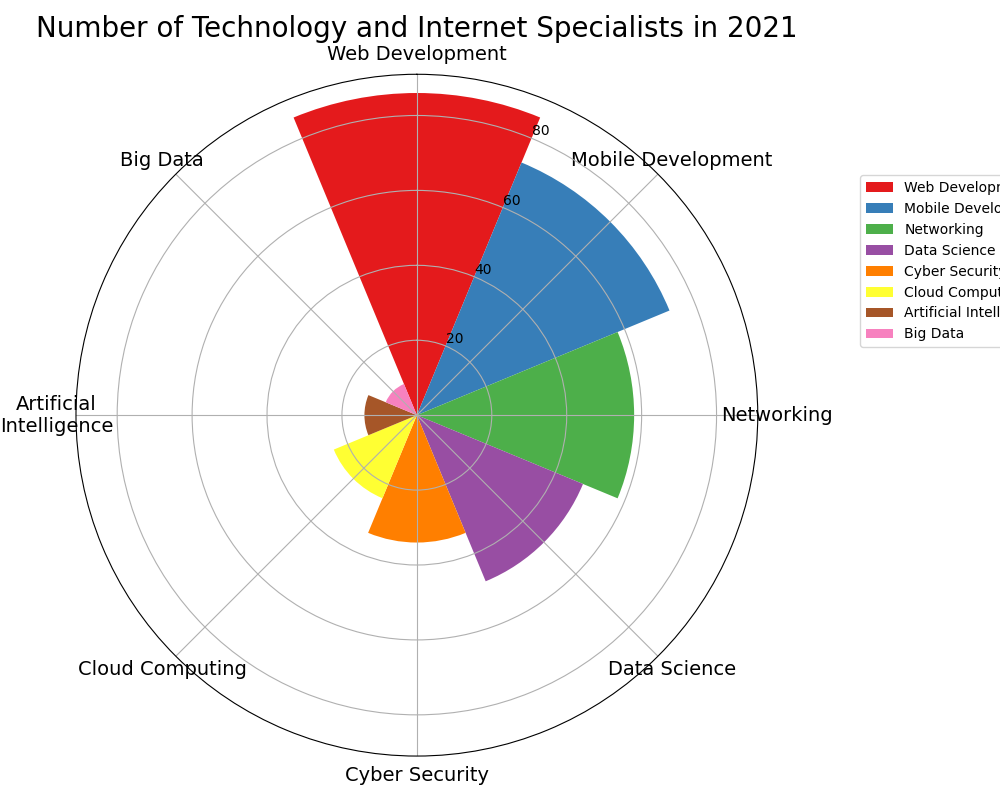 Number of Technology and Internet Specialists in 2021
Web Development
Big Data
Mobile Development
80
60
40
20
Artificial
Intelligence
Networking
Cloud Computing
Data Science
Cyber Security
Web Developm
Mobile Develo
Networking
Data Science
Cyber Security
Cloud Comput
Artificial Intell
Big Data